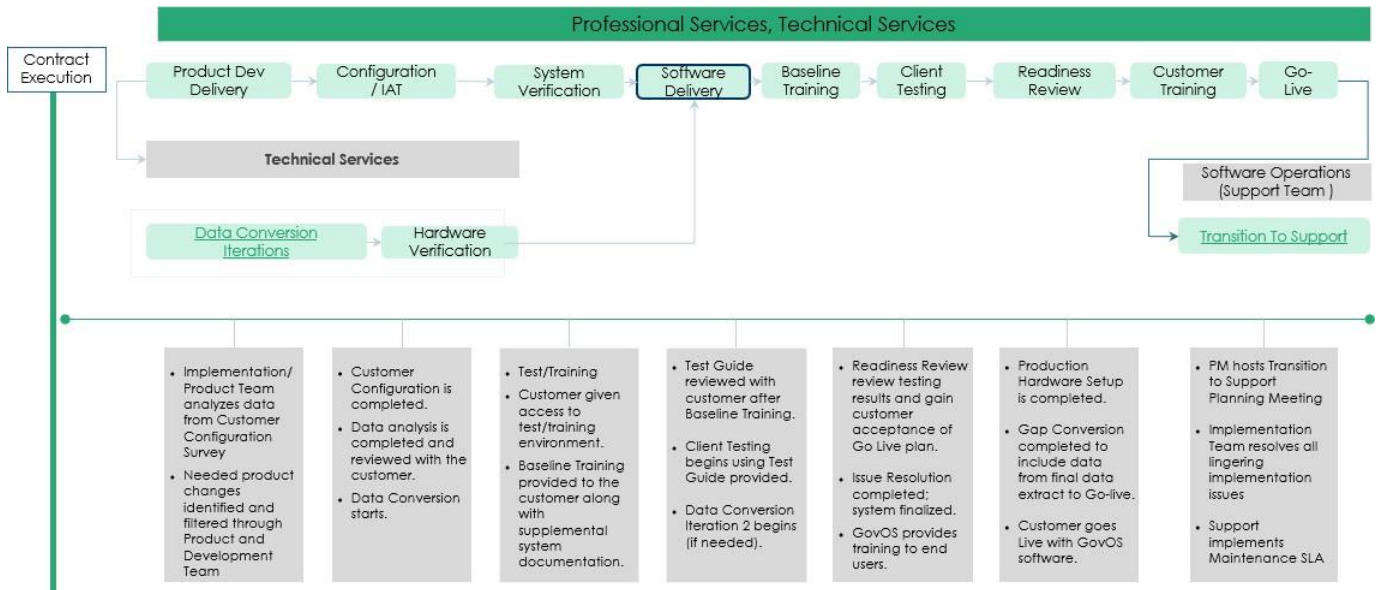 Professional Services, Technical Services
Contract
Execution
Product Dev
Delivery
Configuration
/ IAT
System
Verification
Software
Delivery
Baseline
Training
Client
Testing
Readiness
Review
Customer
Training
Go-
Live
Technical Services
Software Operations
(Support Team )
Data Conversion
Iterations
Hardware
Verification
Transition To Support
• Implementation/
Product Team
analyzes data
from Customer
Configuration
Survey
• Needed product
changes
identified and
filtered through
Product and
Development
Team
• Customer
Configuration is
completed.
• Data analysis is
completed and
reviewed with the
customer.
• Data Conversion
starts.
• Test/Training
• Customer given
access to
test/training
environment.
• Baseline Training
provided to the
customer along
with
supplemental
system
documentation.
• Test Guide
reviewed with
customer after
Baseline Training.
• Client Testing
begins using Test
Guide provided.
• Data Conversion
Iteration 2 begins
(if needed).
• Readiness Review
review testing
results and gain
customer
acceptance of
Go Live plan.
• Issue Resolution
completed;
system finalized.
• GovOS provides
training to end
users.
• Production
Hardware Setup
is completed.
• Gap Conversion
completed to
include data
from final data
extract to Go-live.
• Customer goes
Live with GovOS
software.
• PM hosts Transition
to Support
Planning Meeting
• Implementation
Team resolves all
lingering
implementation
issues
• Support
implements
Maintenance SLA